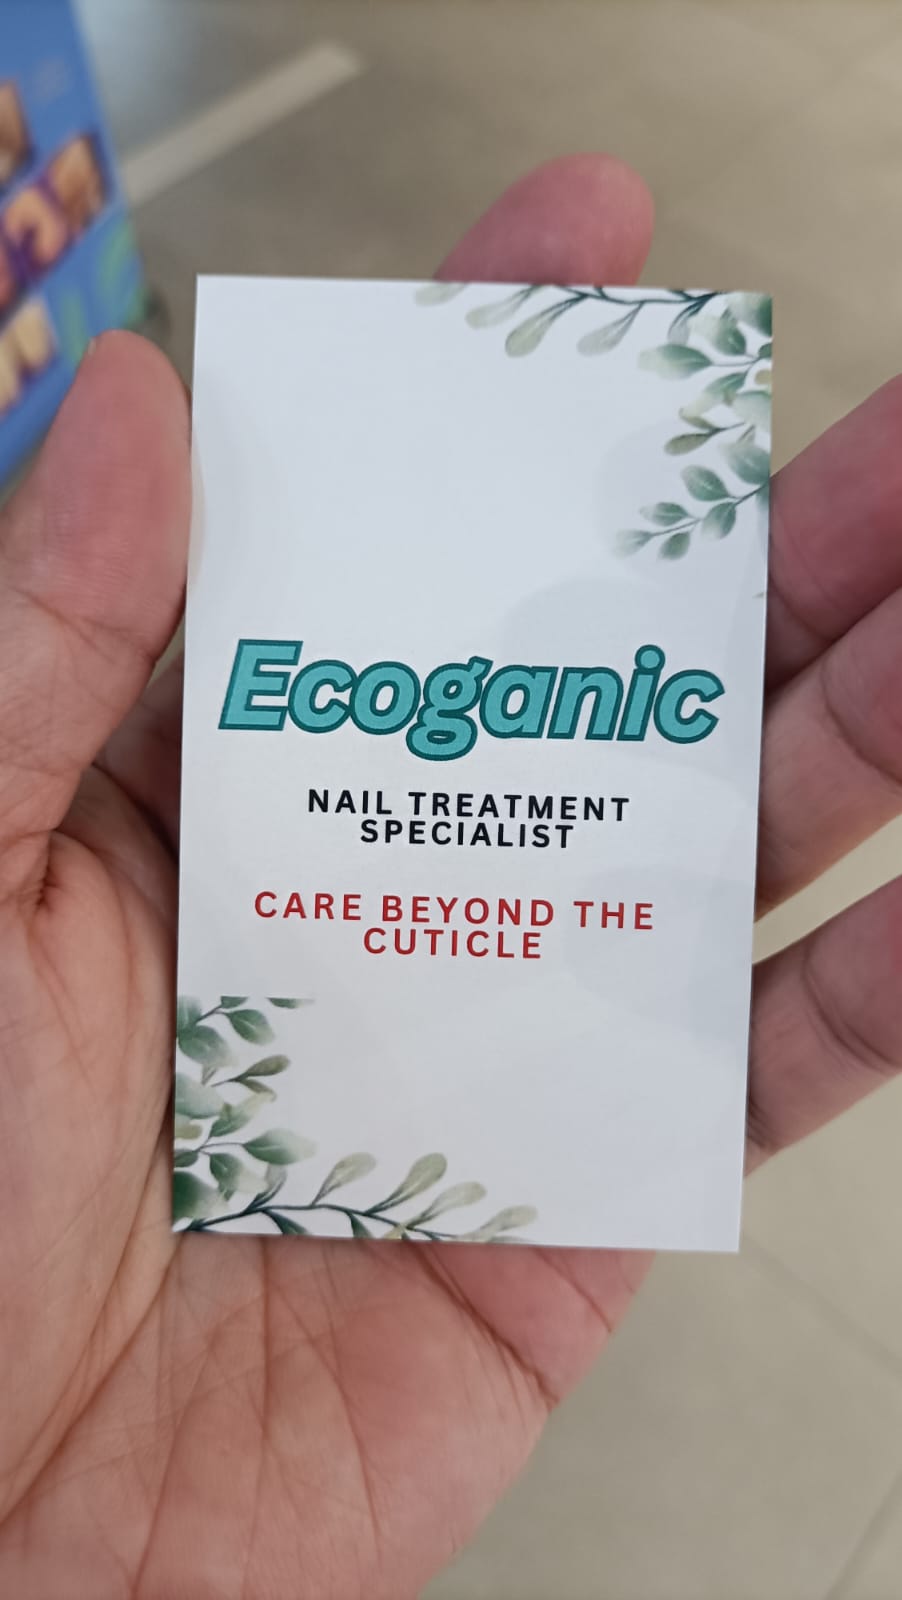 Ecoganic
NAIL TREATMENT
SPECIALIST
CARE BEYOND THE
CUTICLE